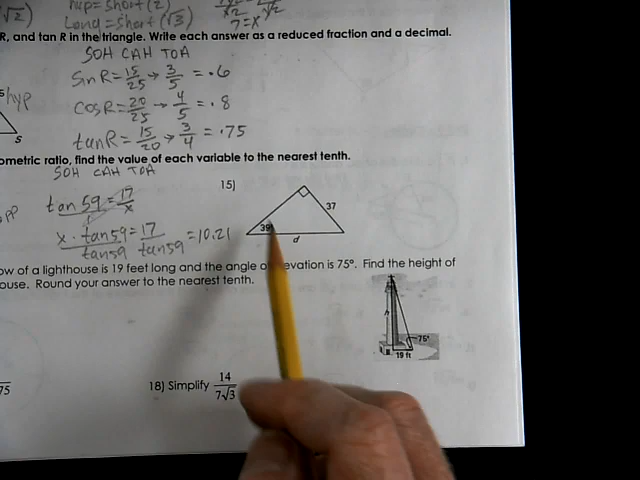 √2)
hyp = short(2)
Long = short(√3)
7=x
R, and tan R in the triangle. Write each answer as a reduced fraction and a decimal.
SOH CAH TOA
sin R = 15/25 → 3/5 = .6
hyp
cos R = 20/25 → 4/5 = .8
S
tan R = 15/20 → 3/4 = .75
ometric ratio, find the value of each variable to the nearest tenth.
SOH CAH TOA
15)
tan 59 = 17/x
37
x · tan 59 / tan 59 = 17 / tan 59 = 10.21
39
d
ow of a lighthouse is 19 feet long and the angle of elevation is 75°. Find the height of
ouse. Round your answer to the nearest tenth.
75°
19 ft
75
18) Simplify 14/7√3